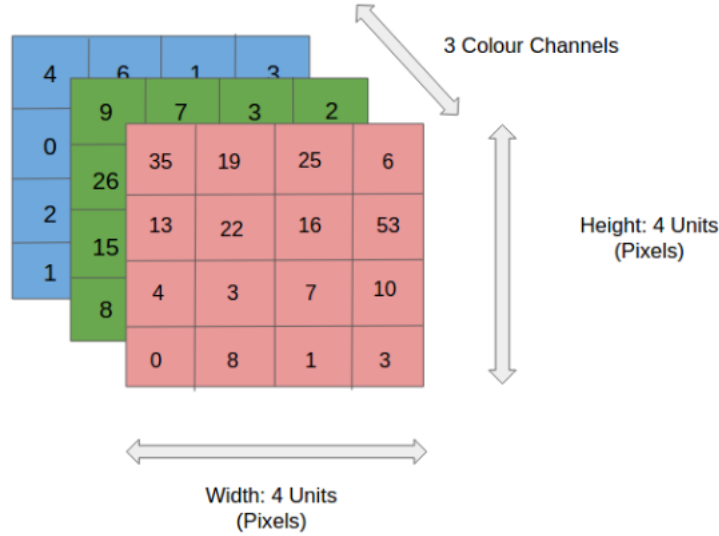 3 Colour Channels
4 6 1 3
9 7 3 2
0
35 19 25 6
26
2
13 22 16 53
Height: 4 Units
(Pixels)
15
1
4 3 7 10
8
0 8 1 3
Width: 4 Units
(Pixels)